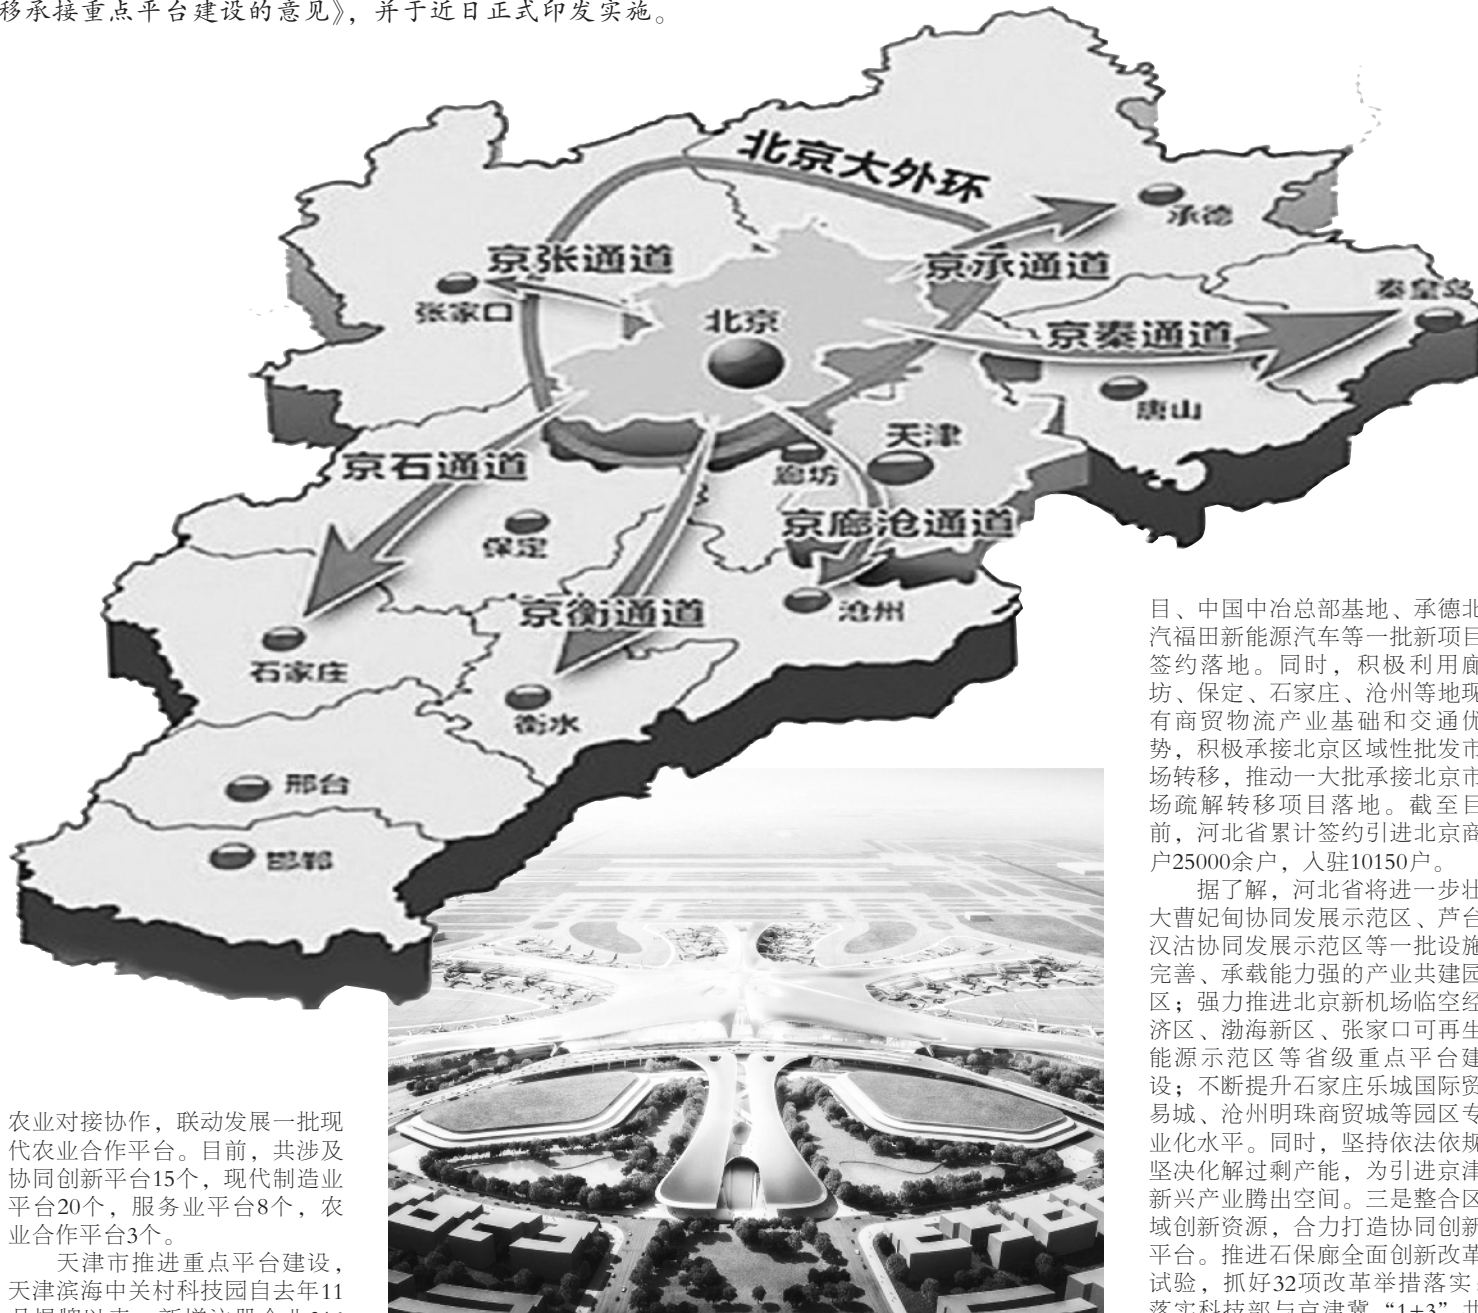 移承接重点平台建设的意见》，并于近日正式印发实施。
北京大外环
承德
京张通道
京承通道
张家口
秦皇岛
北京
京秦通道
唐山
天津
京石通道
廊坊
保定
京廊沧通道
京衡通道
沧州
石家庄
衡水
邢台
邯郸
农业对接协作，联动发展一批现
代农业合作平台。目前，共涉及
协同创新平台15个，现代制造业
平台20个，服务业平台8个，农
业合作平台3个。
天津市推进重点平台建设，
天津滨海中关村科技园自去年11
目、中国中冶总部基地、承德北
汽福田新能源汽车等一批新项目
签约落地。同时，积极利用廊
坊、保定、石家庄、沧州等地现
有商贸物流产业基础和交通优
势，积极承接北京区域性批发市
场转移，推动一大批承接北京市
场疏解转移项目落地。截至目
前，河北省累计签约引进北京商
户25000余户，入驻10150户。
据了解，河北省将进一步壮
大曹妃甸协同发展示范区、芦台
汉沽协同发展示范区等一批设施
完善、承载能力强的产业共建园
区；强力推进北京新机场临空经
济区、渤海新区、张家口可再生
能源示范区等省级重点平台建
设；不断提升石家庄乐城国际贸
易城、沧州明珠商贸城等园区专
业化水平。同时，坚持依法依规
坚决化解过剩产能，为引进京津
新兴产业腾出空间。三是整合区
域创新资源，合力打造协同创新
平台。推进石保廊全面创新改革
试验，抓好32项改革举措落实；
落实科技部与京津冀“1+3”